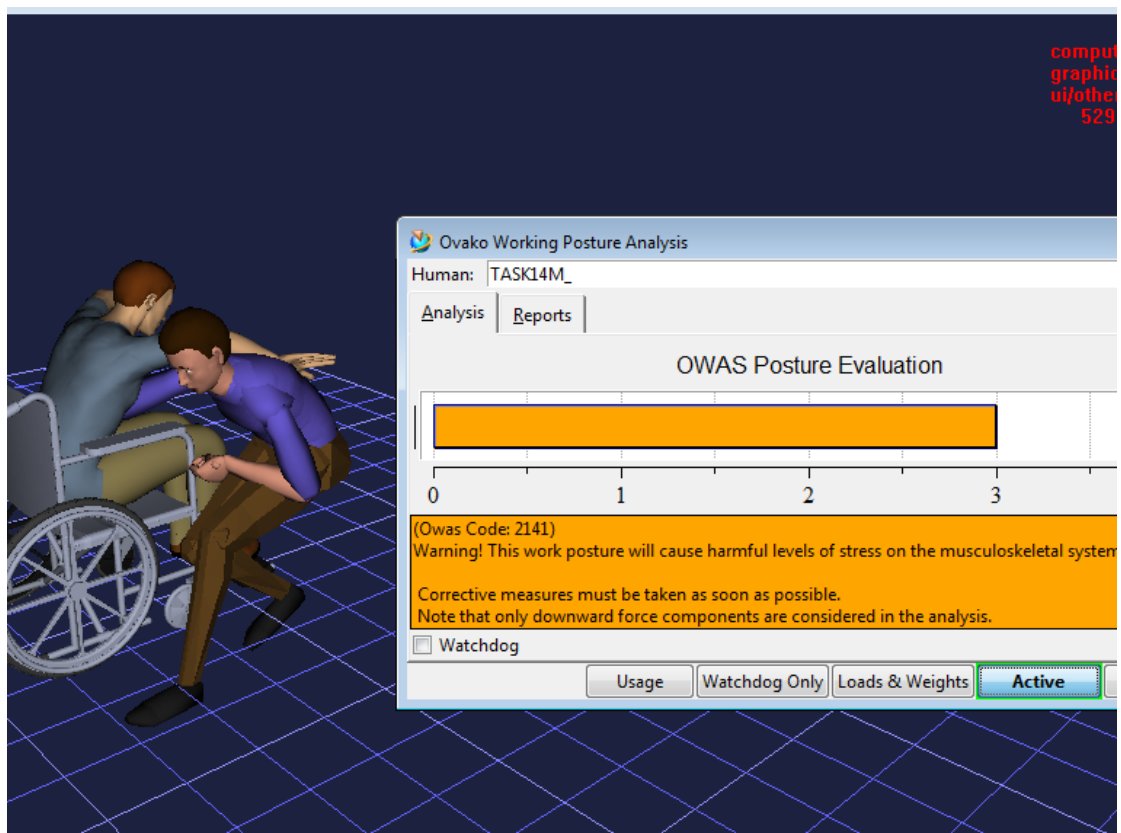 529
Ovako Working Posture Analysis
Human: TASK14M_
Analysis Reports
OWAS Posture Evaluation
0 1 2 3
(Owas Code: 2141)
Warning! This work posture will cause harmful levels of stress on the musculoskeletal system
Corrective measures must be taken as soon as possible.
Note that only downward force components are considered in the analysis.
Watchdog
Usage Watchdog Only Loads & Weights Active